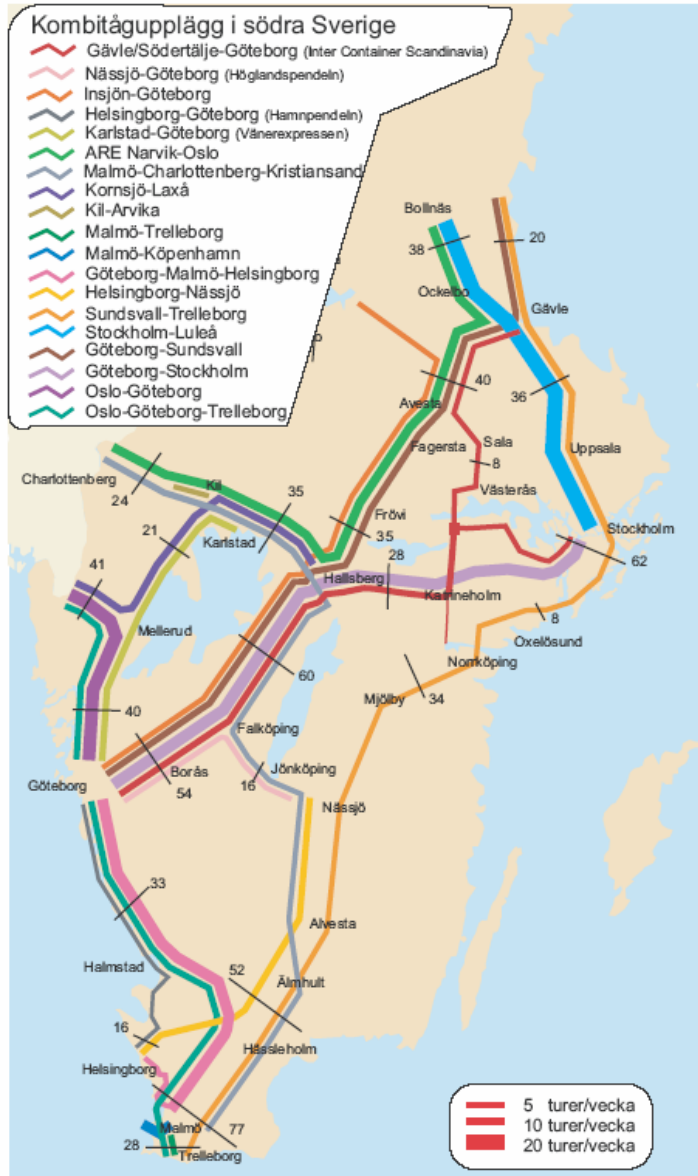 Kombitågupplägg i södra Sverige
Gävle/Södertälje-Göteborg (Inter Container Scandinavia)
Nässjö-Göteborg (Höglandspendeln)
Insjön-Göteborg
Helsingborg-Göteborg (Hamnpendeln)
Karlstad-Göteborg (Vänerexpressen)
ARE Narvik-Oslo
Malmö-Charlottenberg-Kristiansand
Kornsjö-Laxå
Kil-Arvika
Malmö-Trelleborg
Malmö-Köpenhamn
Göteborg-Malmö-Helsingborg
Helsingborg-Nässjö
Sundsvall-Trelleborg
Stockholm-Luleå
Göteborg-Sundsvall
Göteborg-Stockholm
Oslo-Göteborg
Oslo-Göteborg-Trelleborg
Bollnäs
38
20
Ockelbo
Gävle
40
36
Avesta
Fagersta
Sala
8
Uppsala
Charlottenberg
24
Kil
35
Västerås
21
Karlstad
Frövi
35
28
Stockholm
62
41
Hallsberg
Katrineholm
8
Oxelösund
Mellerud
60
Norrköping
40
Mjölby
34
Falköping
Borås
54
Jönköping
16
Göteborg
Nässjö
33
Alvesta
Halmstad
52
Älmhult
16
Hässleholm
Helsingborg
Malmö
77
28
Trelleborg
5 turer/vecka
10 turer/vecka
20 turer/vecka